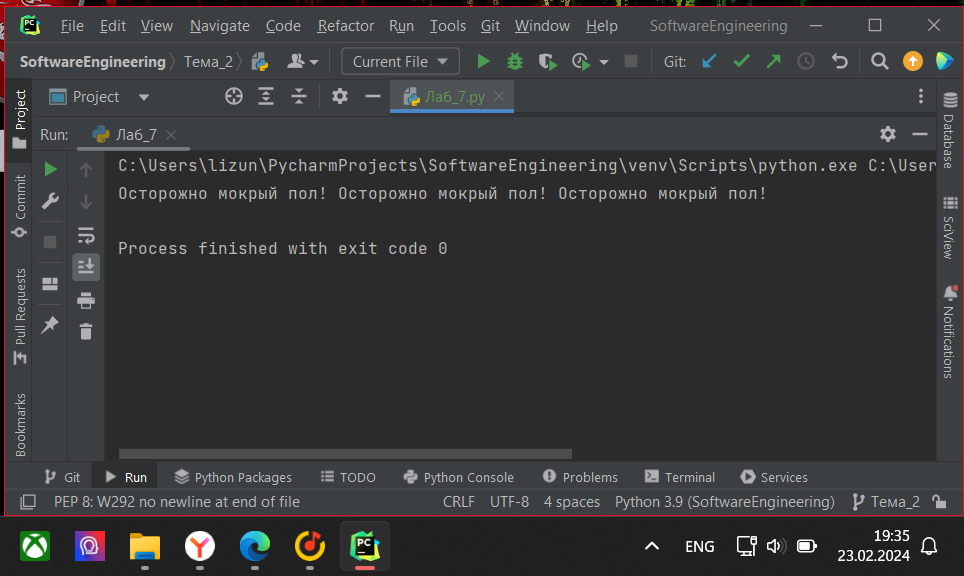 PC File Edit View Navigate Code Refactor Run Tools Git Window Help SoftwareEngineering
SoftwareEngineering Тема_2 Current File Git:
Project Ла6_7.py
Run: Ла6_7
C:\Users\lizun\PycharmProjects\SoftwareEngineering\venv\Scripts\python.exe C:\User
Осторожно мокрый пол! Осторожно мокрый пол! Осторожно мокрый пол!
Process finished with exit code 0
Project
Commit
Pull Requests
Bookmarks
Database
SciView
Notifications
Git Run Python Packages TODO Python Console Problems Terminal Services
PEP 8: W292 no newline at end of file CRLF UTF-8 4 spaces Python 3.9 (SoftwareEngineering) Тема_2
PC ENG 19:35
23.02.2024